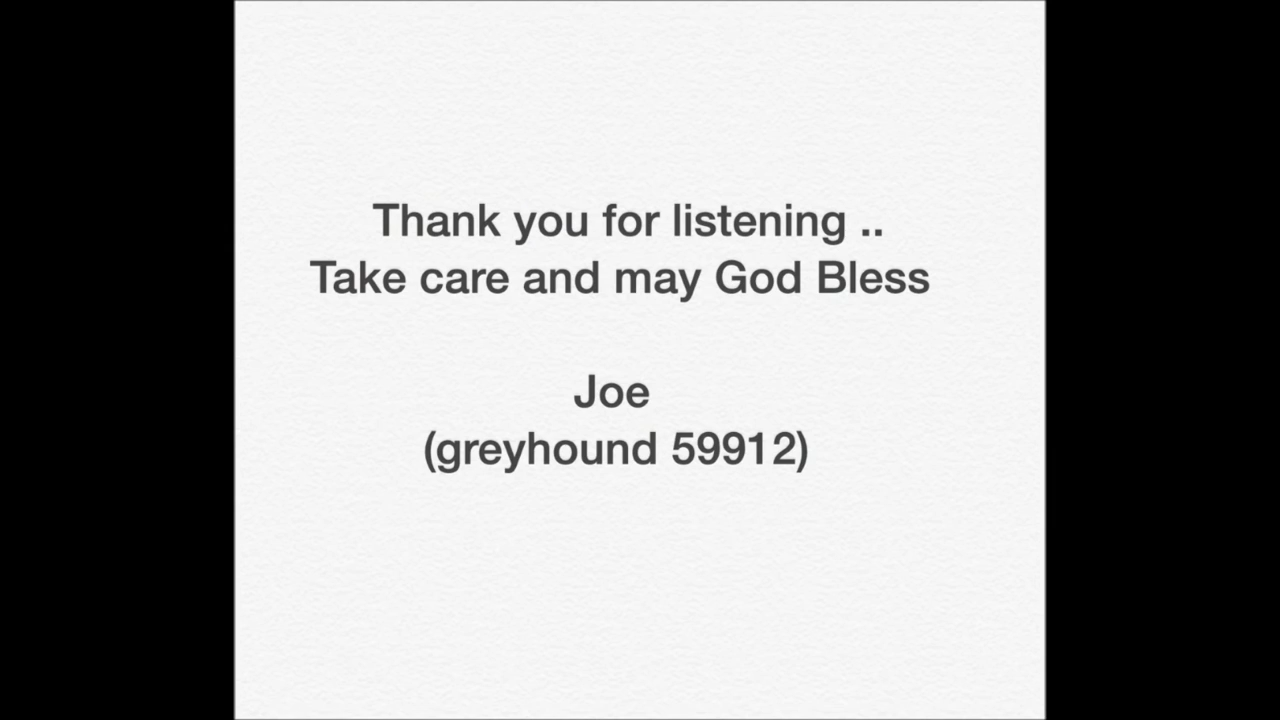 Thank you for listening ..
Take care and may God Bless
Joe
(greyhound 59912)